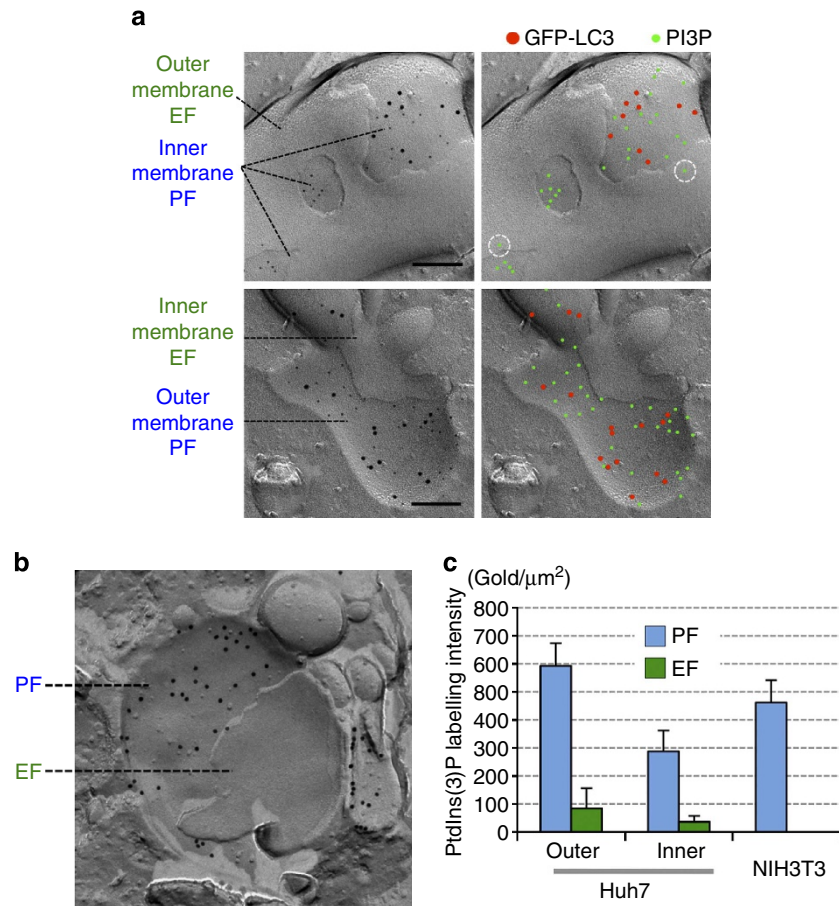 a
GFP-LC3
PI3P
Outer
membrane
EF
Inner
membrane
PF
Inner
membrane
EF
Outer
membrane
PF
b
PF
EF
c
(Gold/μm²)
PtdIns(3)P labelling intensity
800
700
600
800
400
300
200
100
0
PF
EF
Outer
Inner
NIH3T3
Huh7